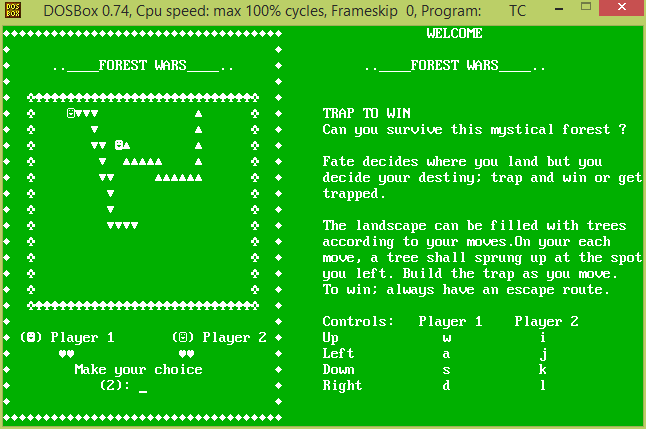 DOSBox 0.74, Cpu speed: max 100% cycles, Frameskip 0, Program: TC
DOS BOX
..____FOREST WARS____..
(☻) Player 1 (☺) Player 2
♥♥ ♥♥
Make your choice
(2): _
WELCOME
..____FOREST WARS____..
TRAP TO WIN
Can you survive this mystical forest ?
Fate decides where you land but you
decide your destiny; trap and win or get
trapped.
The landscape can be filled with trees
according to your moves.On your each
move, a tree shall sprung up at the spot
you left. Build the trap as you move.
To win; always have an escape route.
Controls: Player 1 Player 2
Up w i
Left a j
Down s k
Right d l